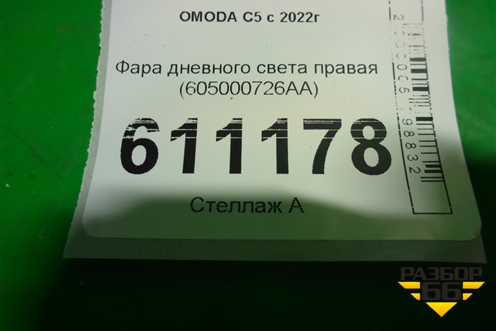 OMODA C5 с 2022г
Фара дневного света правая
(605000726AA)
611178
Стеллаж А
РАЗБОР
66